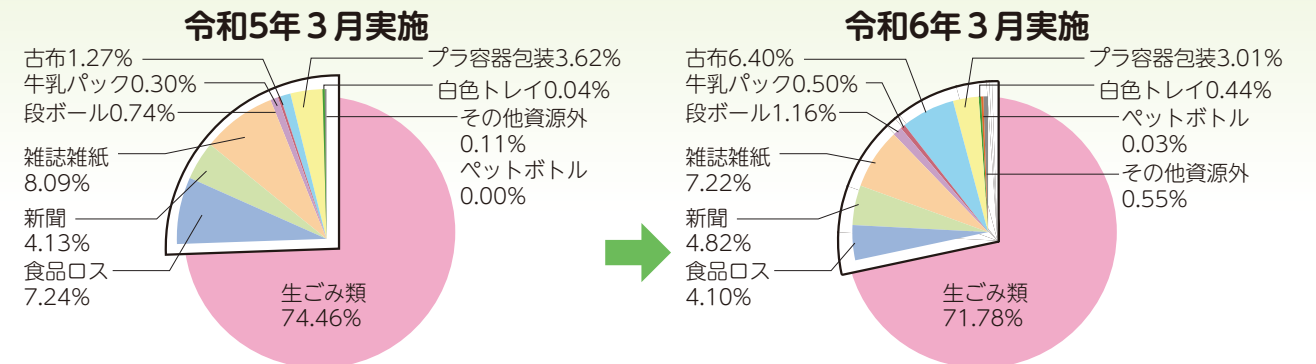 令和5年３月実施
古布1.27%
牛乳パック0.30%
段ボール0.74%
雑誌雑紙
8.09%
新聞
4.13%
食品ロス
7.24%
プラ容器包装3.62%
白色トレイ0.04%
その他資源外
0.11%
ペットボトル
0.00%
生ごみ類
74.46%
令和6年３月実施
古布6.40%
牛乳パック0.50%
段ボール1.16%
雑誌雑紙
7.22%
新聞
4.82%
食品ロス
4.10%
プラ容器包装3.01%
白色トレイ0.44%
ペットボトル
0.03%
その他資源外
0.55%
生ごみ類
71.78%